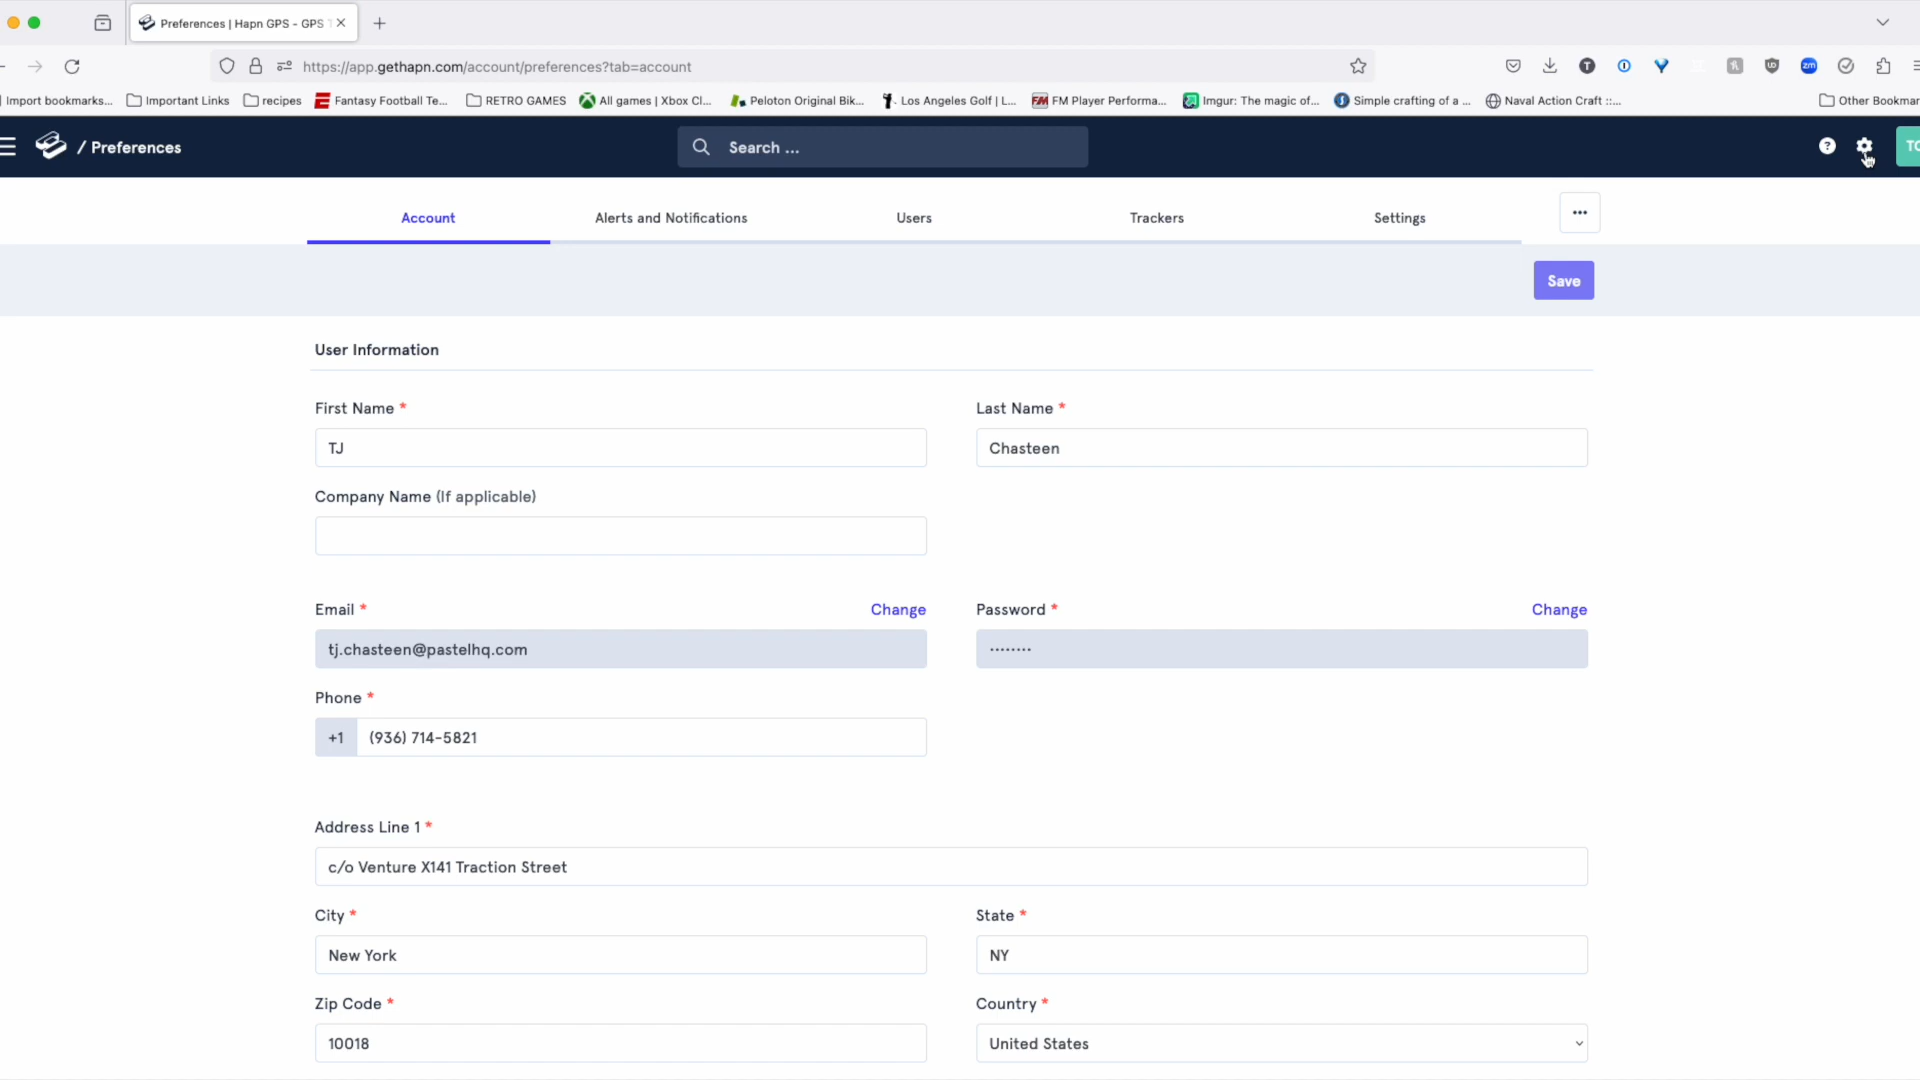 Preferences | Hapn GPS - GPS T
https://app.gethapn.com/account/preferences?tab=account
Import bookmarks... Important Links recipes Fantasy Football Te... RETRO GAMES All games | Xbox Cl... Peloton Original Bik... Los Angeles Golf | L... FM FM Player Performa... Imgur: The magic of... Simple crafting of a ... Naval Action Craft ::... Other Bookmar
/ Preferences
Search ...
?
TC
Account Alerts and Notifications Users Trackers Settings
Save
User Information
First Name * Last Name *
TJ Chasteen
Company Name (If applicable)
Email * Change Password * Change
tj.chasteen@pastelhq.com ········
Phone *
+1 (936) 714-5821
Address Line 1 *
c/o Venture X141 Traction Street
City * State *
New York NY
Zip Code * Country *
10018 United States